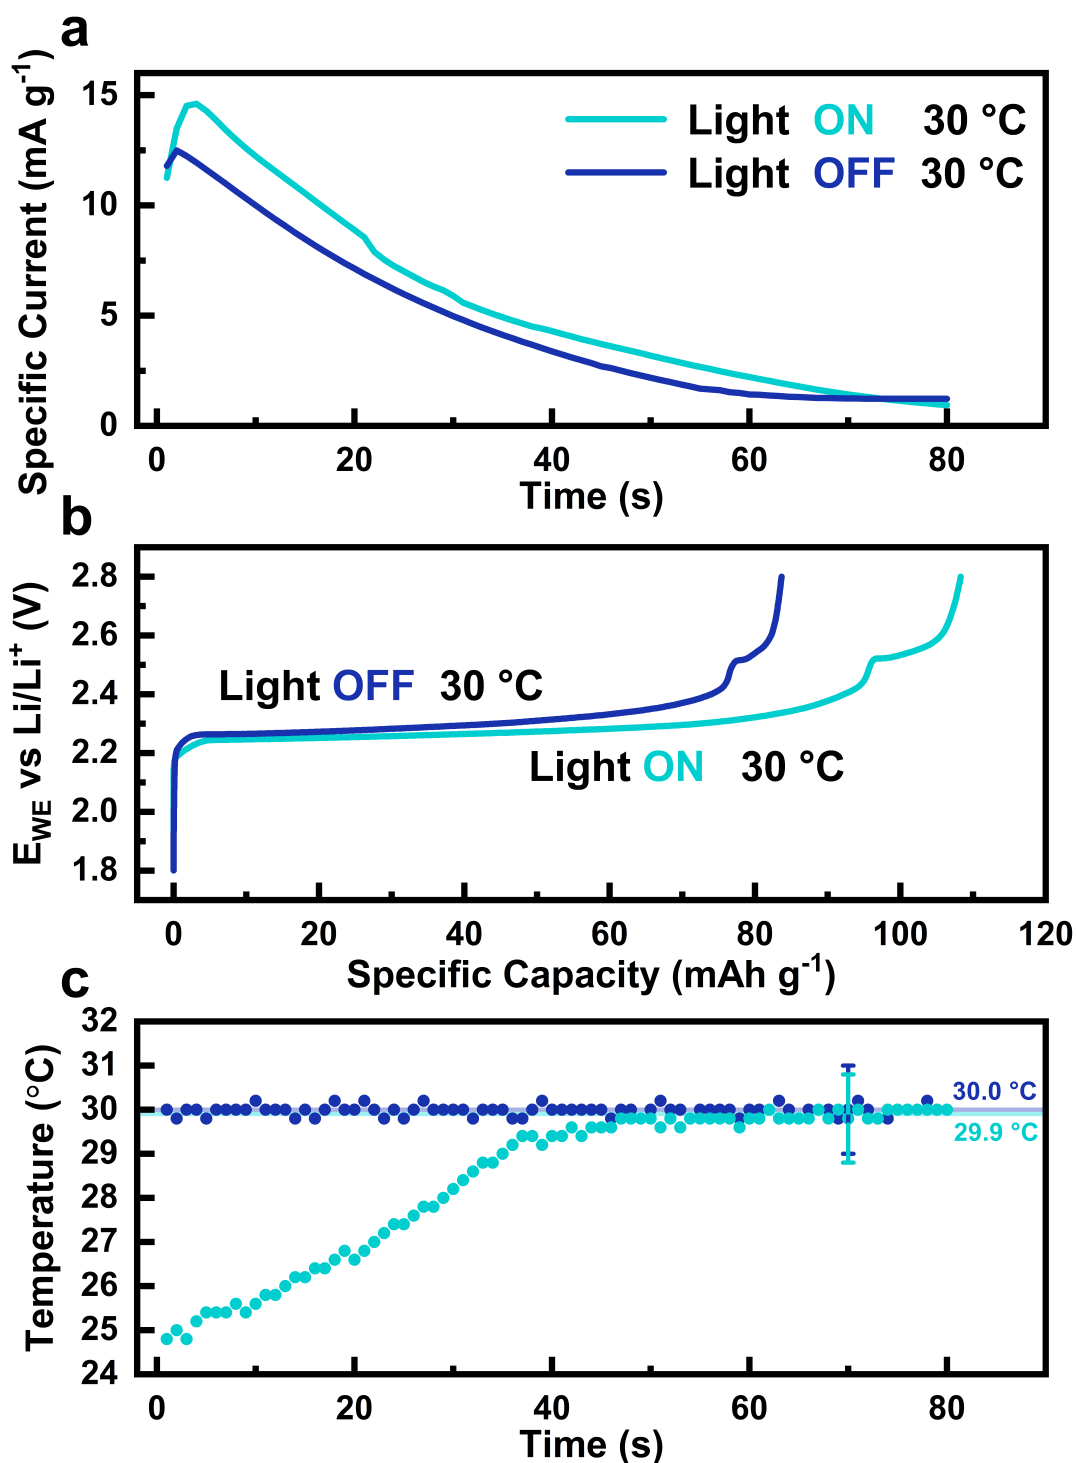 a
Specific Current (mA g⁻¹)
15
10
5
0
Light ON 30 °C
Light OFF 30 °C
0 20 40 60 80
Time (s)
b
E_WE vs Li/Li⁺ (V)
2.8
2.6
2.4
2.2
2.0
1.8
Light OFF 30 °C
Light ON 30 °C
0 20 40 60 80 100 120
Specific Capacity (mAh g⁻¹)
c
Temperature (°C)
32
31
30
29
28
27
26
25
24
30.0 °C
29.9 °C
0 20 40 60 80
Time (s)